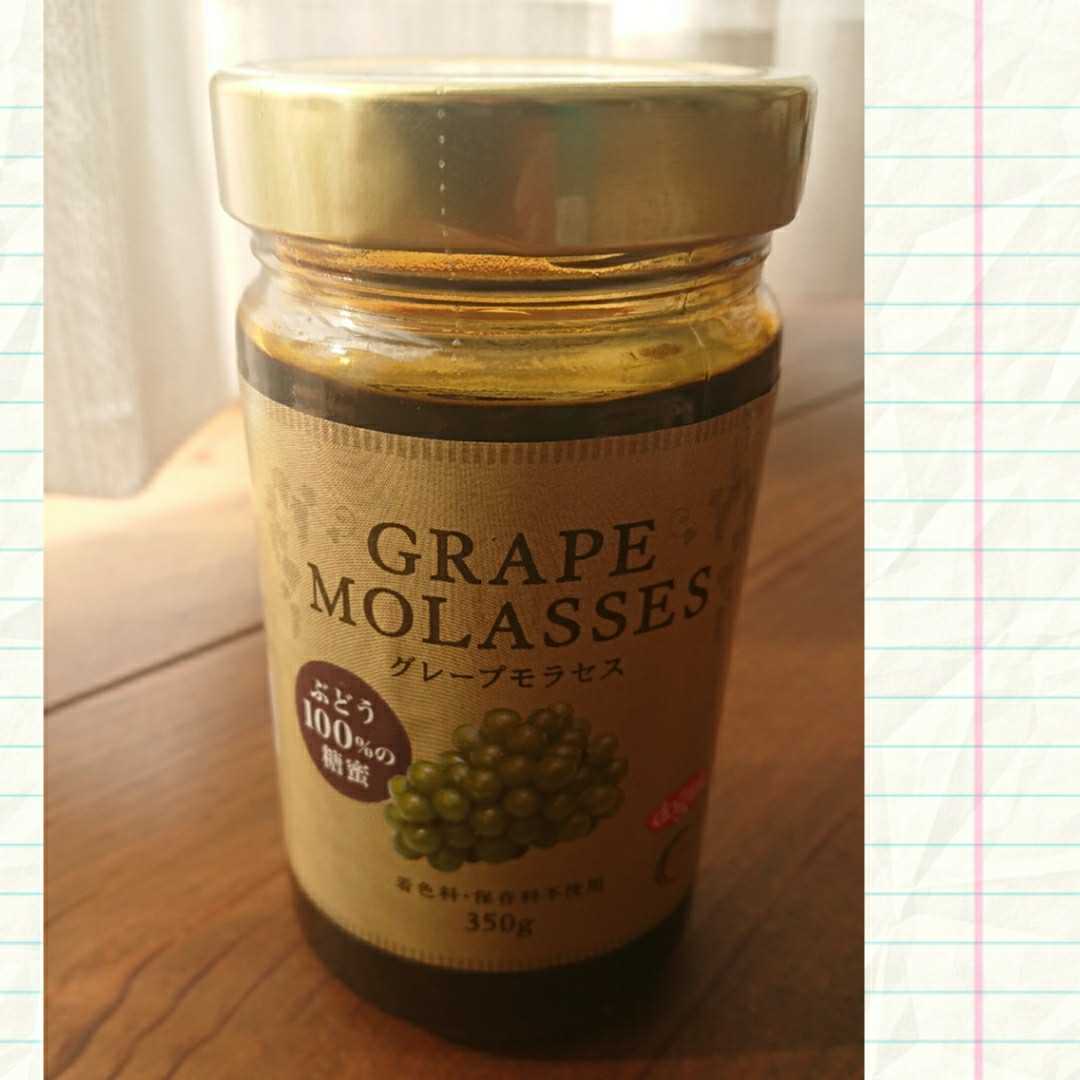 GRAPE
MOLASSES
グレープモラセス
ぶどう
100%の
糖蜜
着色料・保存料不使用
350g